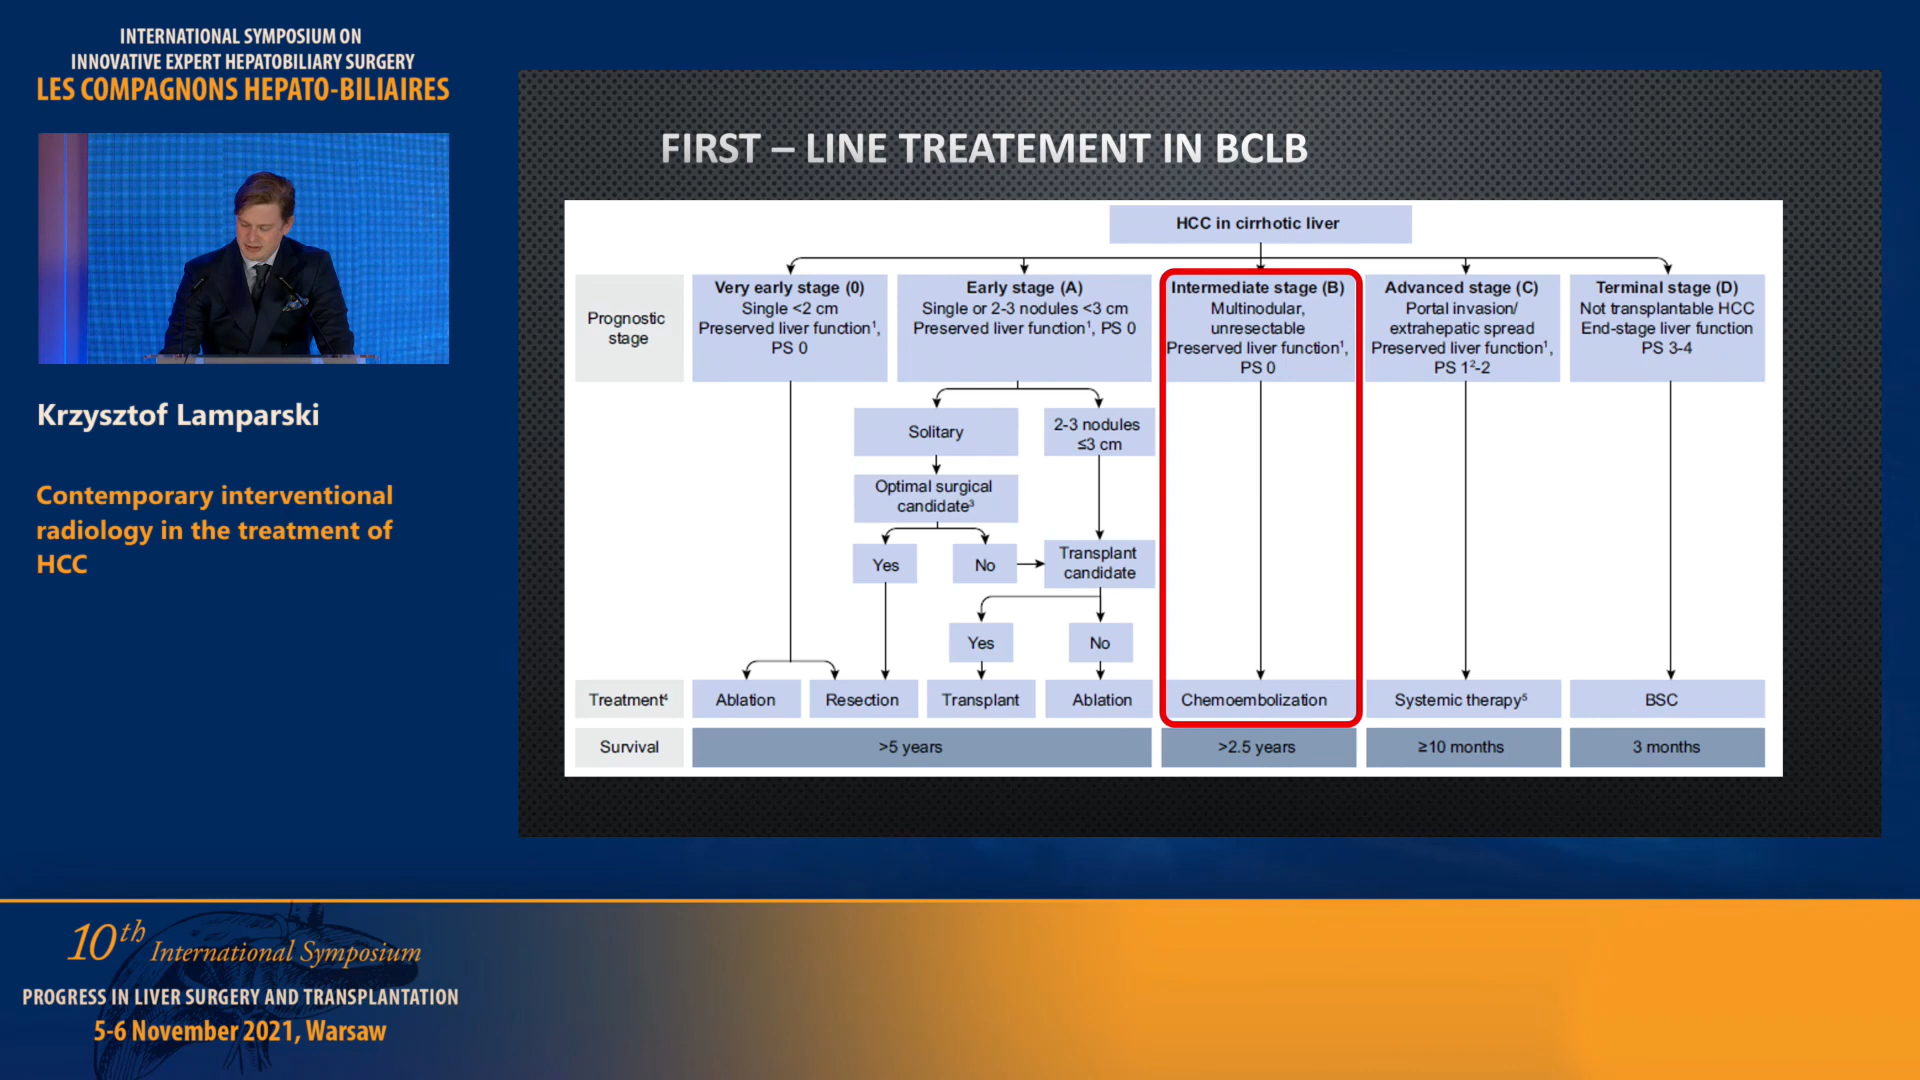 INTERNATIONAL SYMPOSIUM ON
INNOVATIVE EXPERT HEPATOBILIARY SURGERY
LES COMPAGNONS HEPATO-BILIAIRES
Krzysztof Lamparski
Contemporary interventional
radiology in the treatment of
HCC
FIRST – LINE TREATEMENT IN BCLB
HCC in cirrhotic liver
Prognostic
stage
Very early stage (0)
Single <2 cm
Preserved liver function¹,
PS 0
Early stage (A)
Single or 2-3 nodules <3 cm
Preserved liver function¹, PS 0
Intermediate stage (B)
Multinodular,
unresectable
Preserved liver function¹,
PS 0
Advanced stage (C)
Portal invasion/
extrahepatic spread
Preserved liver function¹,
PS 1²-2
Terminal stage (D)
Not transplantable HCC
End-stage liver function
PS 3-4
Solitary
2-3 nodules
≤3 cm
Optimal surgical
candidate³
Yes
No
Transplant
candidate
Yes
No
Treatment⁴
Ablation
Resection
Transplant
Ablation
Chemoembolization
Systemic therapy⁵
BSC
Survival
>5 years
>2.5 years
≥10 months
3 months
10th International Symposium
PROGRESS IN LIVER SURGERY AND TRANSPLANTATION
5-6 November 2021, Warsaw